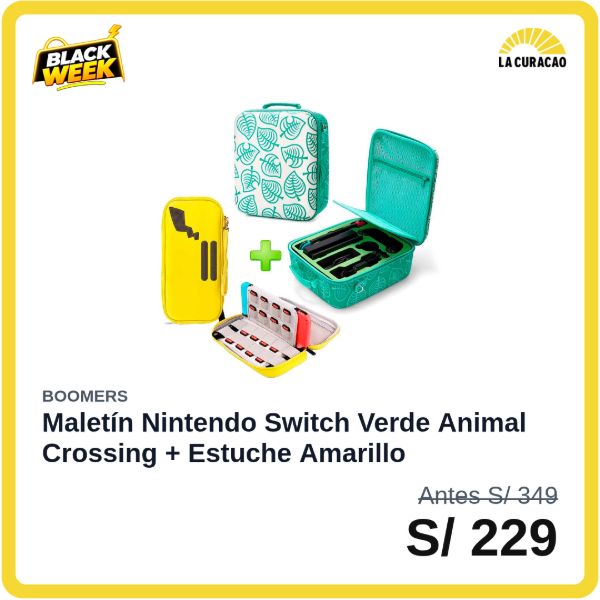 BLACK
WEEK
LA CURACAO
BOOMERS
Maletín Nintendo Switch Verde Animal
Crossing + Estuche Amarillo
Antes S/ 349
S/ 229